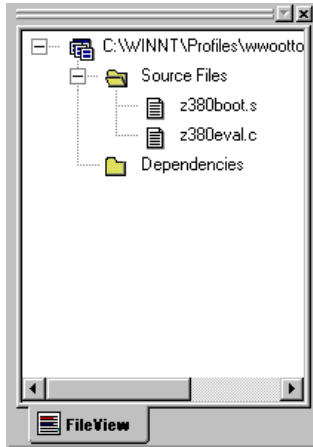 C:\WINNT\Profiles\wwootto
Source Files
z380boot.s
z380eval.c
Dependencies
FileView